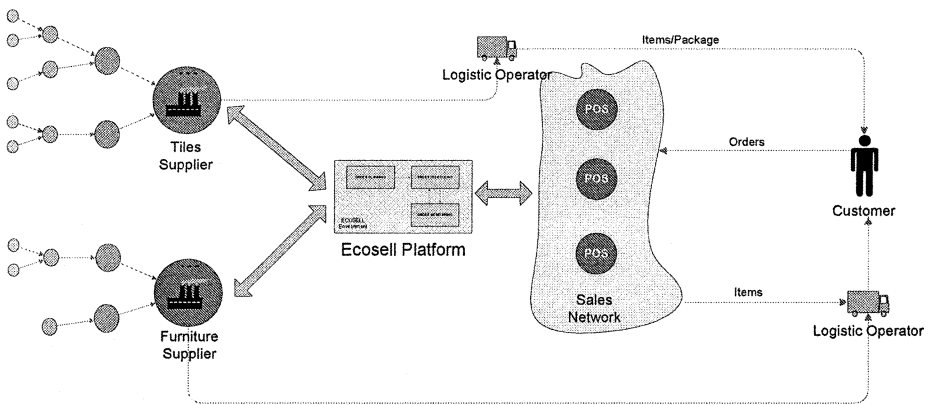 Items/Package
Logistic Operator
POS
Tiles
Supplier
Orders
POS
ECOSELL
Customer
Ecosell Platform
POS
Items
Sales
Network
Logistic Operator
Furniture
Supplier